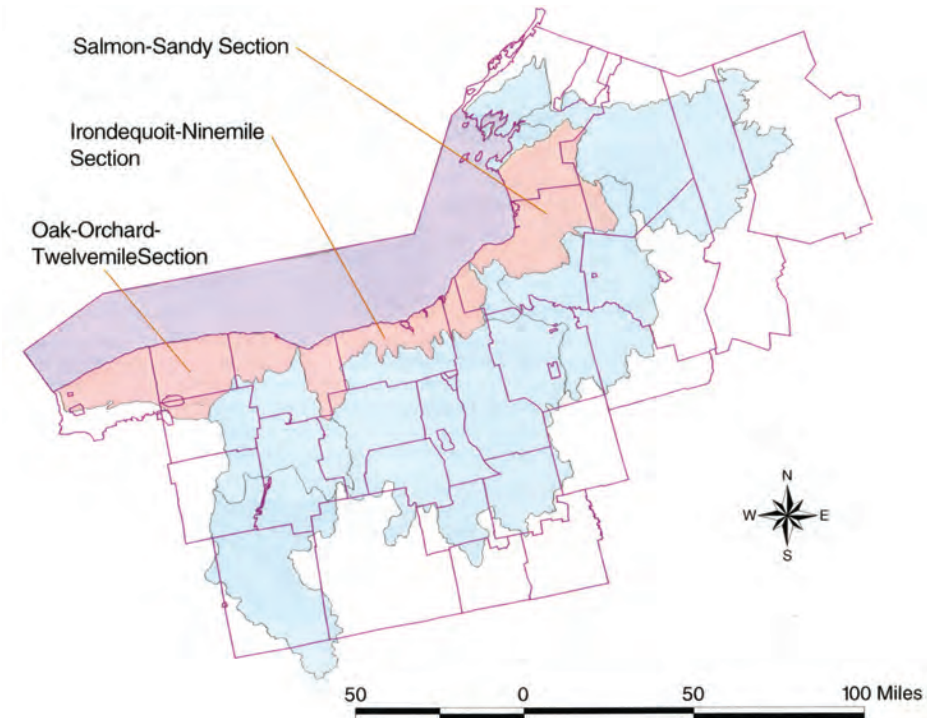 Salmon-Sandy Section
Irondequoit-Ninemile
Section
Oak-Orchard-
TwelvemileSection
N
W E
S
50 0 50 100 Miles